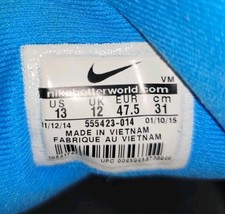 VM
nikebetterworld.com
US UK EUR cm
13 12 47.5 31
11/12/14 555423-014 01/10/15
MADE IN VIETNAM
FABRIQUE AU VIETNAM